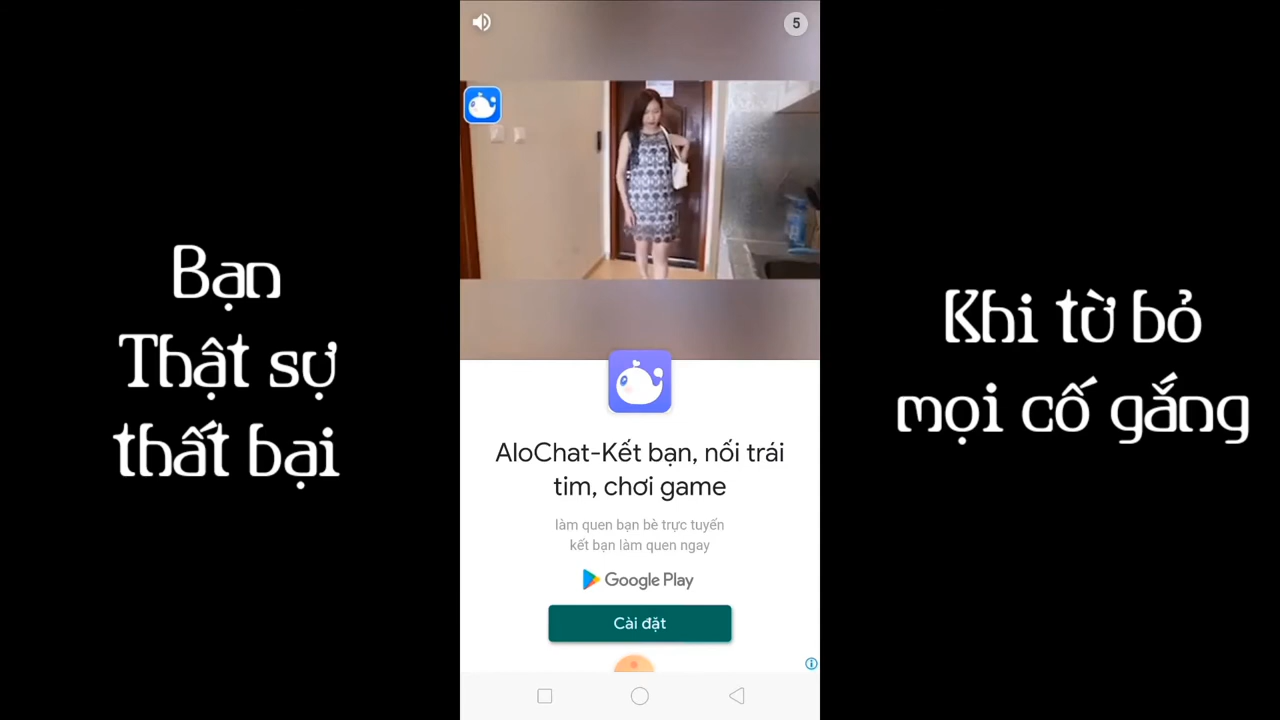 5
Bạn
Thật sự
thất bại
Khi từ bỏ
mọi cố gắng
AloChat-Kết bạn, nối trái
tim, chơi game
làm quen bạn bè trực tuyến
kết bạn làm quen ngay
Google Play
Cài đặt